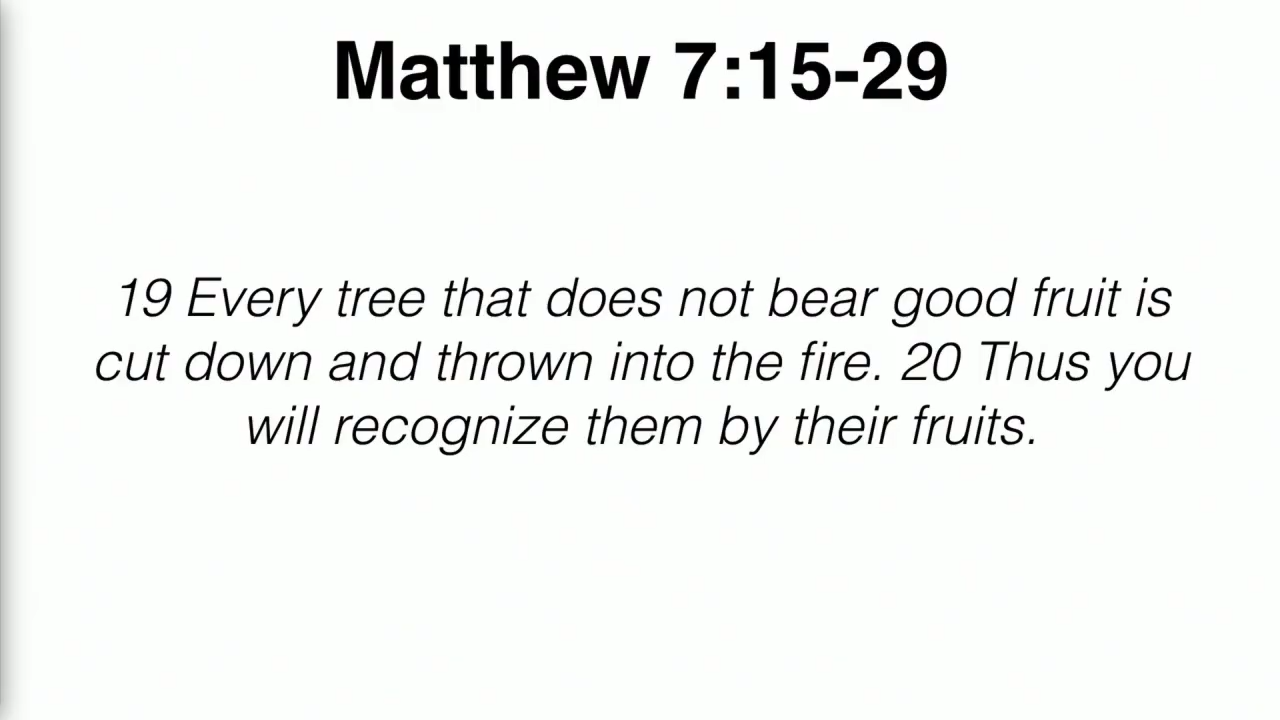 Matthew 7:15-29
19 Every tree that does not bear good fruit is
cut down and thrown into the fire. 20 Thus you
will recognize them by their fruits.